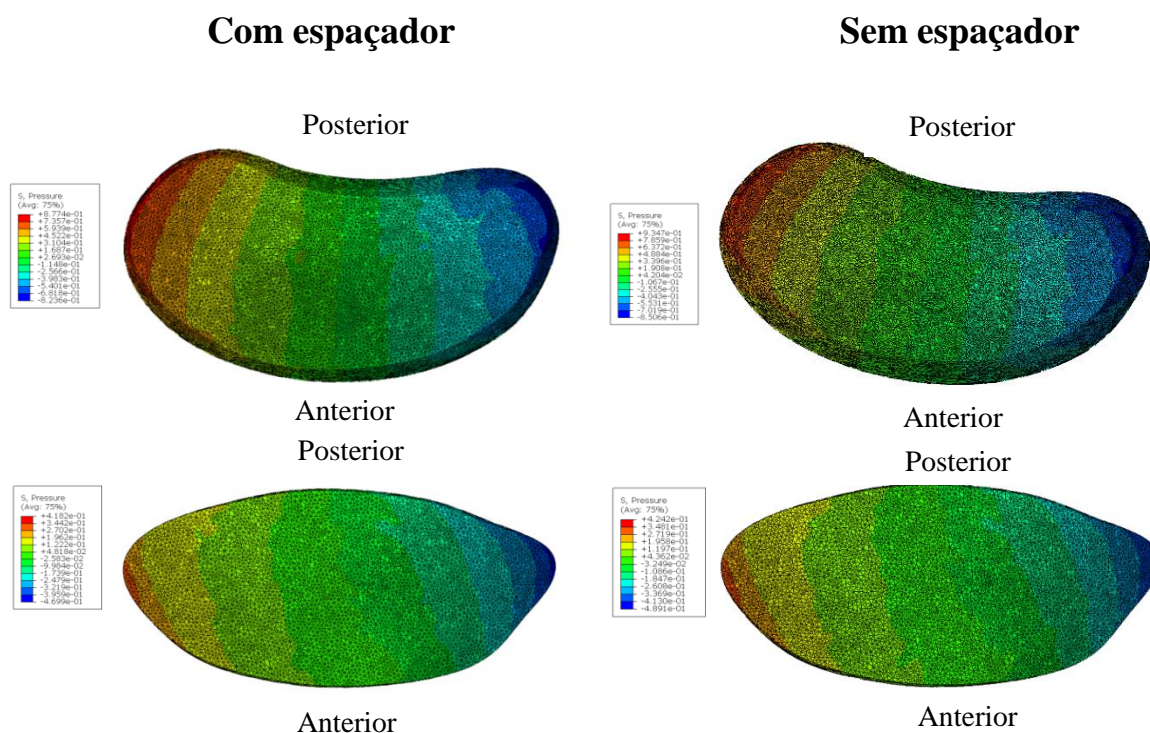 Com espaçador
Sem espaçador
Posterior
S, Pressure
(Avg: 75%)
+8.774e-01
+7.357e-01
+5.939e-01
+4.522e-01
+3.104e-01
+1.687e-01
+2.693e-02
-1.148e-01
-2.566e-01
-3.983e-01
-5.401e-01
-6.818e-01
-8.236e-01
Anterior
Posterior
S, Pressure
(Avg: 75%)
+9.347e-01
+7.859e-01
+6.372e-01
+4.884e-01
+3.396e-01
+1.908e-01
+4.204e-02
-1.067e-01
-2.555e-01
-4.043e-01
-5.531e-01
-7.019e-01
-8.506e-01
Anterior
Posterior
S, Pressure
(Avg: 75%)
+4.182e-01
+3.442e-01
+2.702e-01
+1.962e-01
+1.222e-01
+4.818e-02
-2.583e-02
-9.984e-02
-1.739e-01
-2.479e-01
-3.219e-01
-3.959e-01
-4.699e-01
Anterior
Posterior
S, Pressure
(Avg: 75%)
+4.242e-01
+3.481e-01
+2.719e-01
+1.958e-01
+1.197e-01
+4.362e-02
-3.249e-02
-1.086e-01
-1.847e-01
-2.608e-01
-3.369e-01
-4.130e-01
-4.891e-01
Anterior